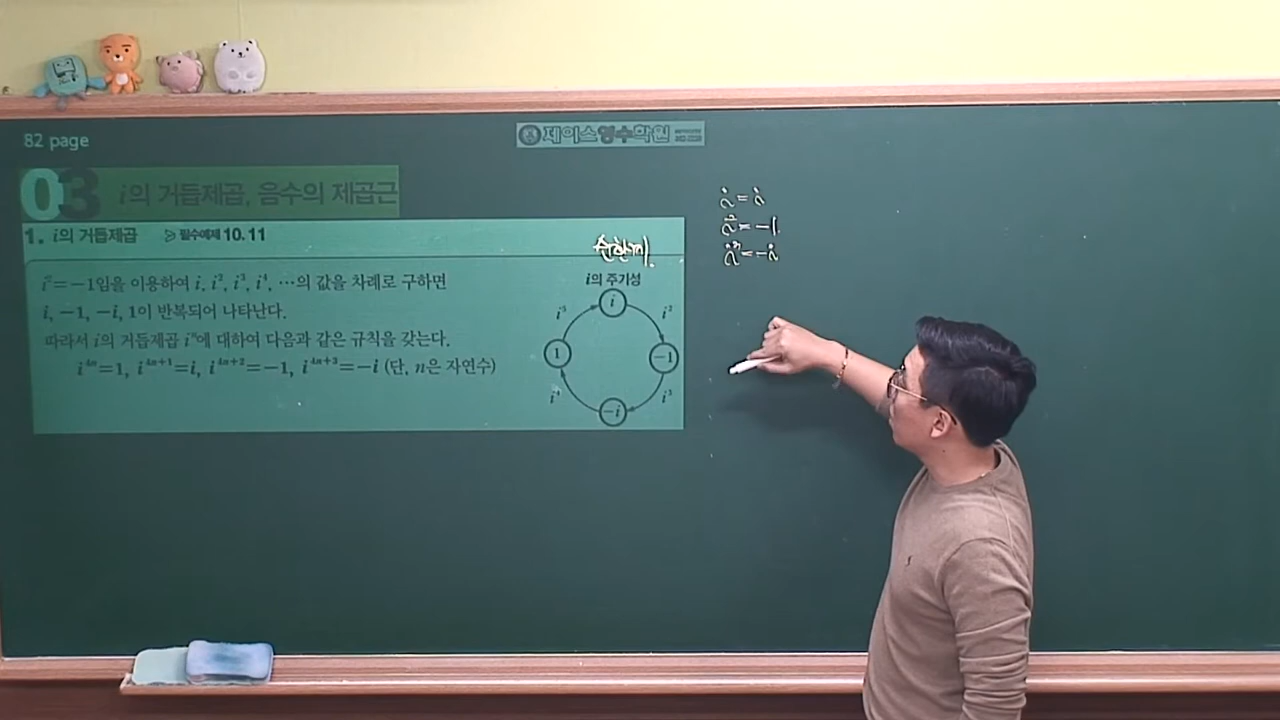 82 page
제이스영수학원
03 i의 거듭제곱, 음수의 제곱근
1. i의 거듭제곱 ≫ 필수예제 10, 11
순환계.
i²=−1임을 이용하여 i, i², i³, i⁴, ⋯의 값을 차례로 구하면
i, −1, −i, 1이 반복되어 나타난다.
따라서 i의 거듭제곱 iⁿ에 대하여 다음과 같은 규칙을 갖는다.
i⁴ⁿ=1, i⁴ⁿ⁺¹=i, i⁴ⁿ⁺²=−1, i⁴ⁿ⁺³=−i (단, n은 자연수)
i의 주기성
i
i⁵ i²
1 −1
i⁴ i³
−i
i = i
i² = −1
i³ = −i